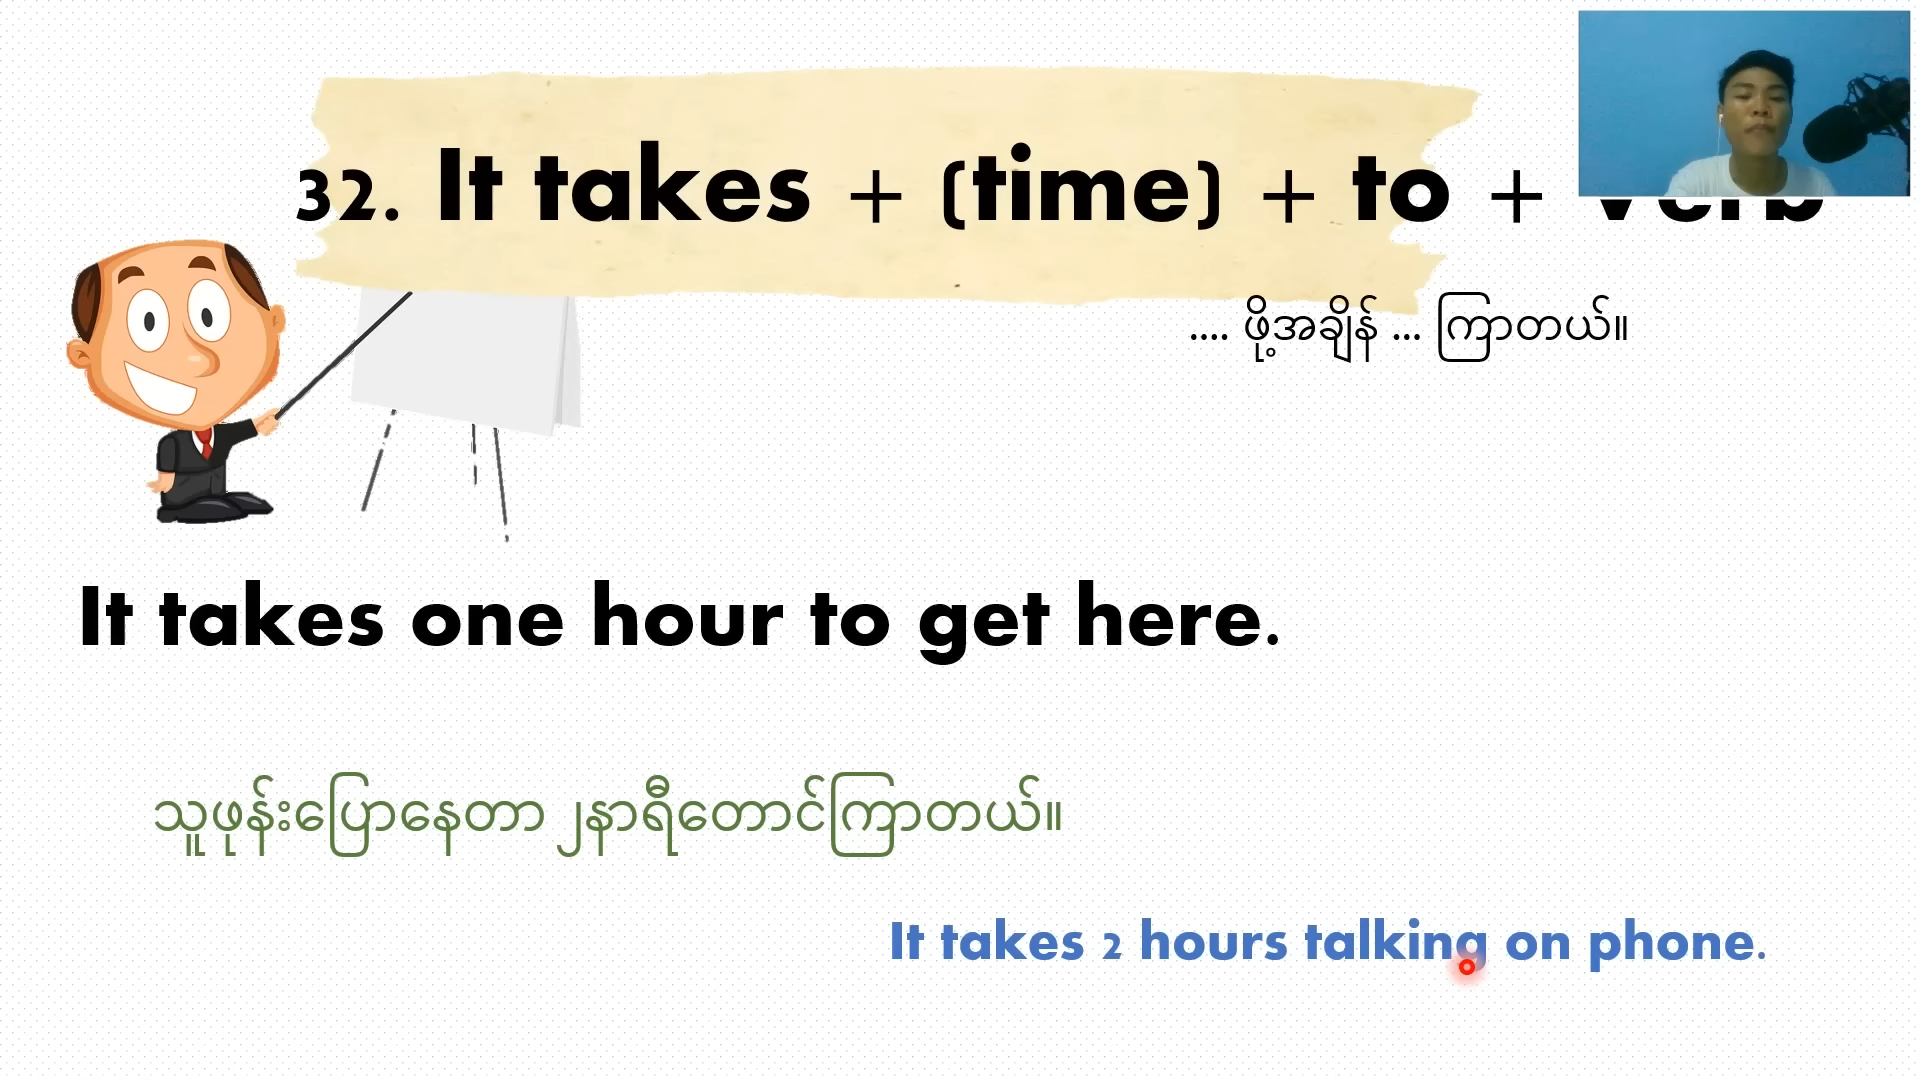 32. It takes + (time) + to + Verb
.... ဖို့အချိန် ... ကြာတယ်။
It takes one hour to get here.
သူဖုန်းပြောနေတာ ၂နာရီတောင်ကြာတယ်။
It takes 2 hours talking on phone.